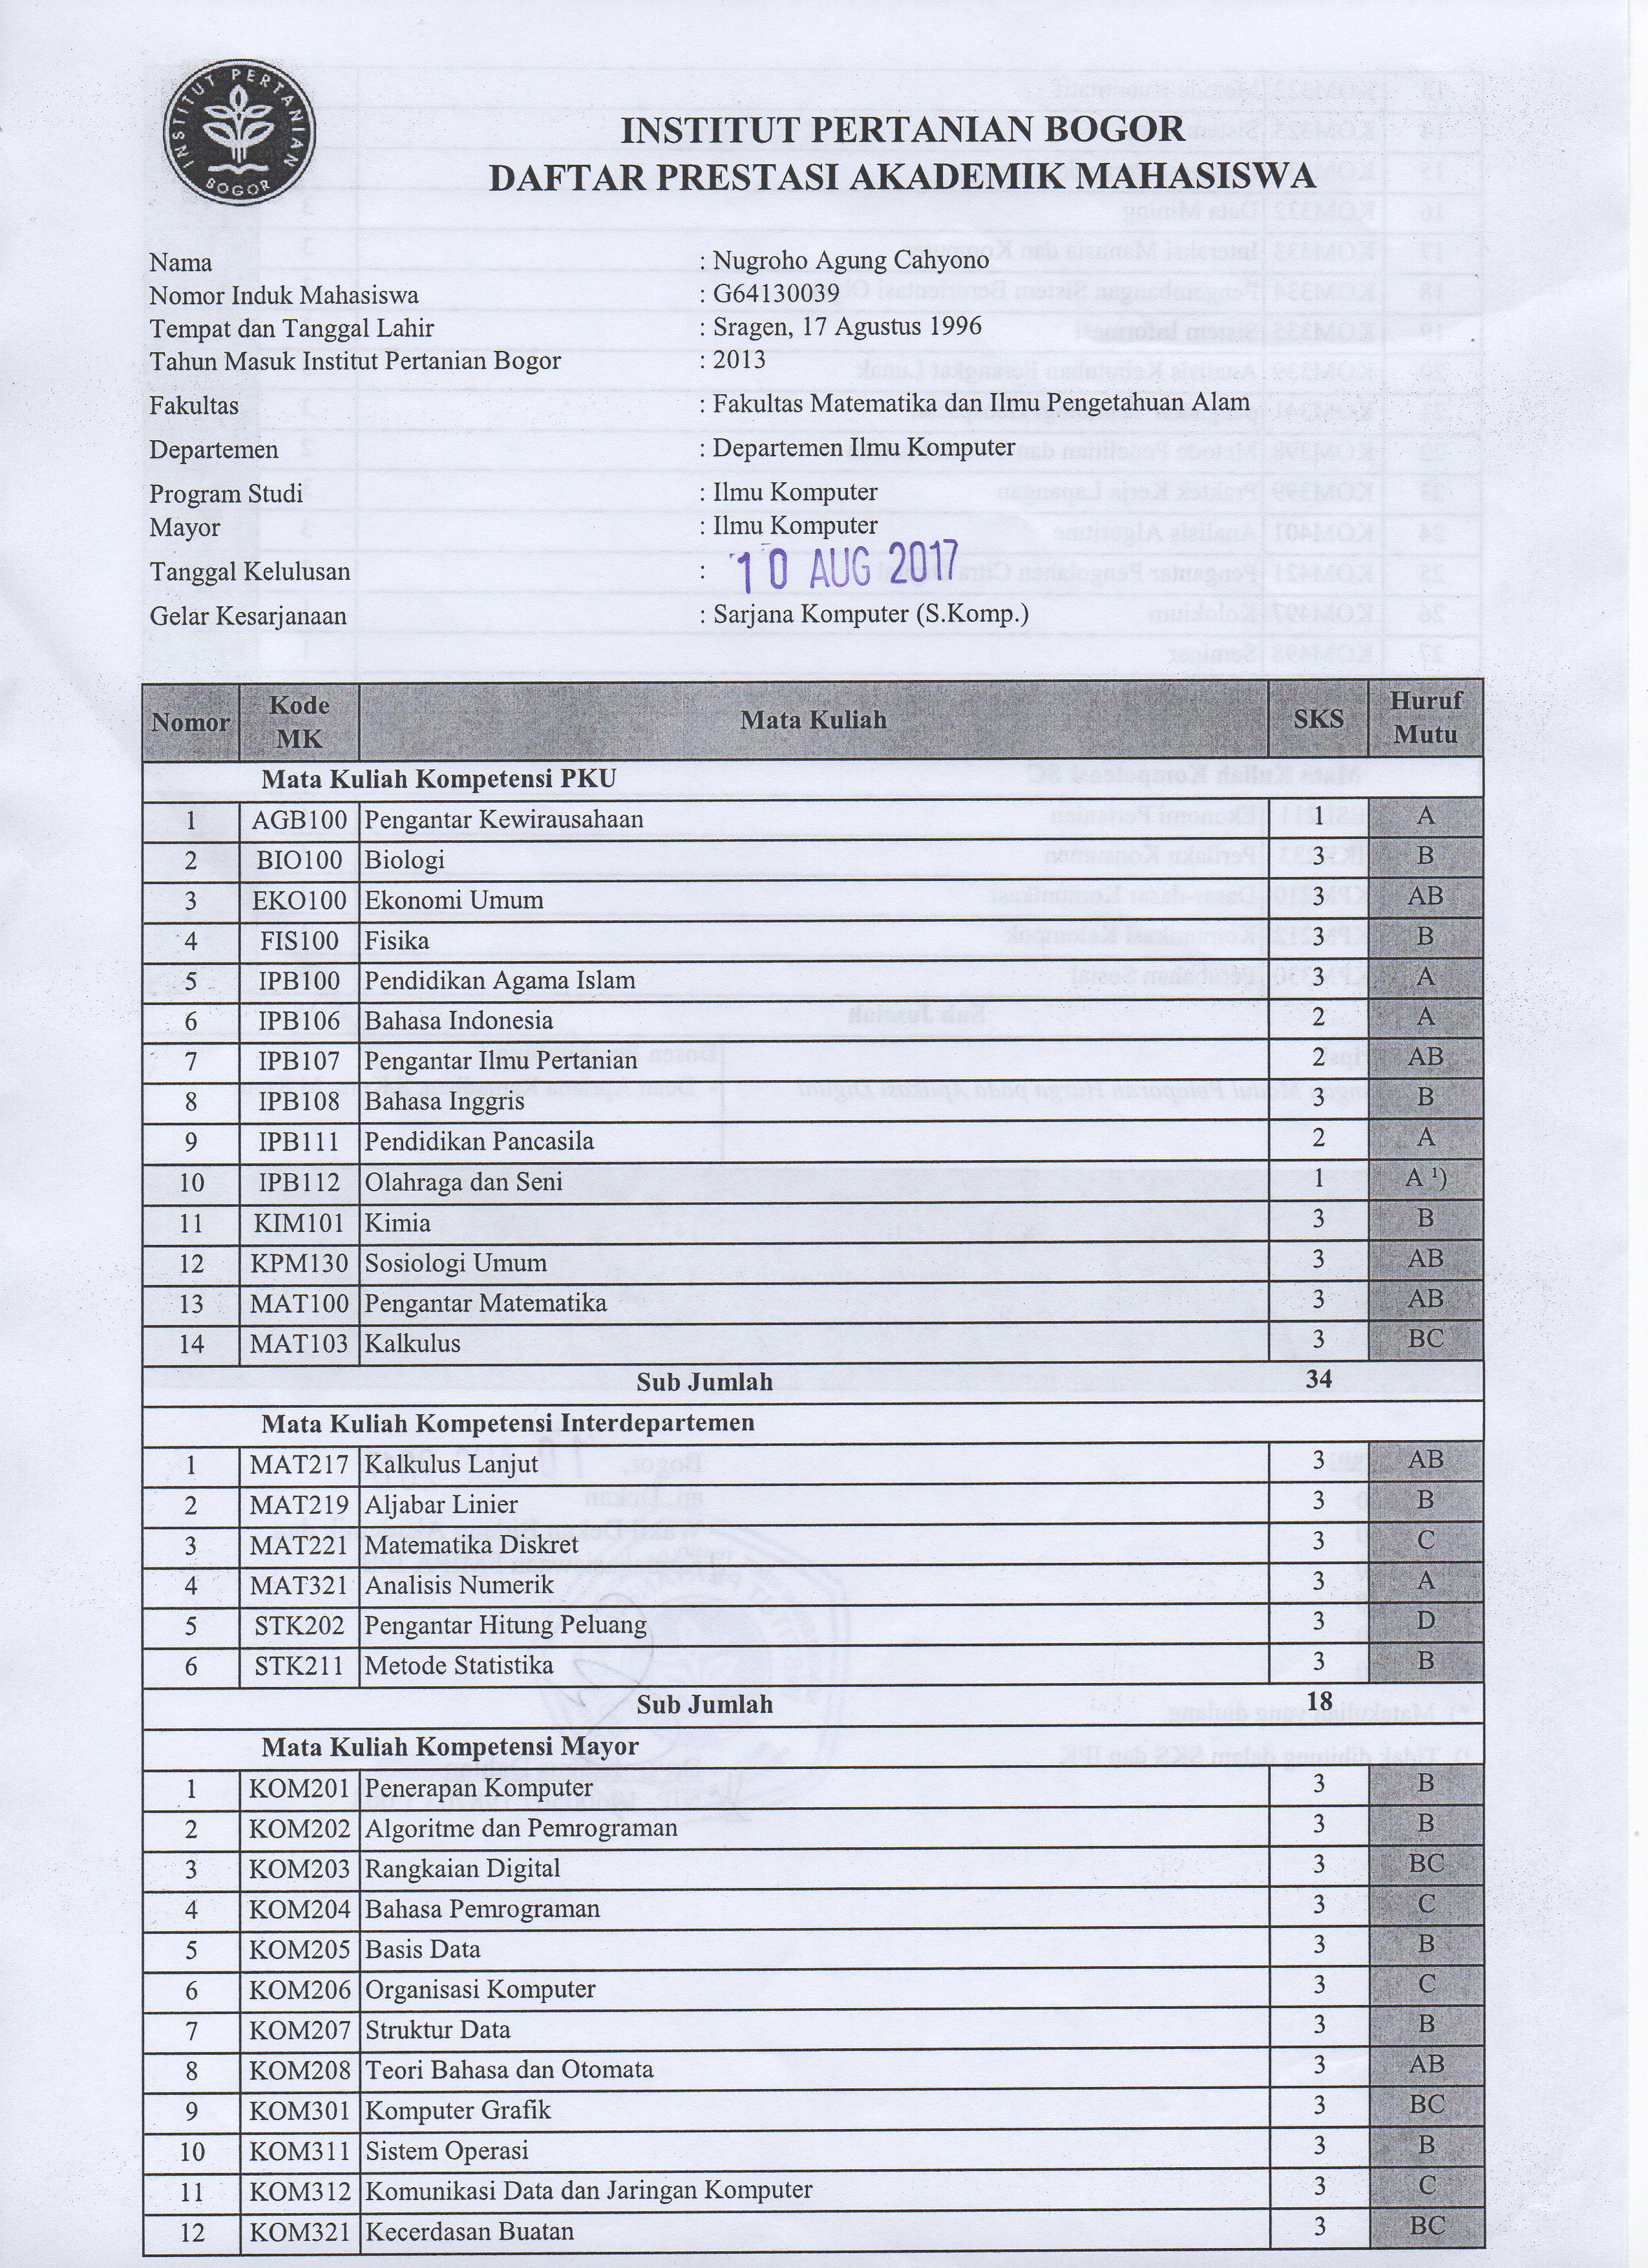 INSTITUT PERTANIAN
BOGOR
INSTITUT PERTANIAN BOGOR
DAFTAR PRESTASI AKADEMIK MAHASISWA
Nama : Nugroho Agung Cahyono
Nomor Induk Mahasiswa : G64130039
Tempat dan Tanggal Lahir : Sragen, 17 Agustus 1996
Tahun Masuk Institut Pertanian Bogor : 2013
Fakultas : Fakultas Matematika dan Ilmu Pengetahuan Alam
Departemen : Departemen Ilmu Komputer
Program Studi : Ilmu Komputer
Mayor : Ilmu Komputer
Tanggal Kelulusan : 10 AUG 2017
Gelar Kesarjanaan : Sarjana Komputer (S.Komp.)
Nomor Kode MK Mata Kuliah SKS Huruf Mutu
Mata Kuliah Kompetensi PKU
1 AGB100 Pengantar Kewirausahaan 1 A
2 BIO100 Biologi 3 B
3 EKO100 Ekonomi Umum 3 AB
4 FIS100 Fisika 3 B
5 IPB100 Pendidikan Agama Islam 3 A
6 IPB106 Bahasa Indonesia 2 A
7 IPB107 Pengantar Ilmu Pertanian 2 AB
8 IPB108 Bahasa Inggris 3 B
9 IPB111 Pendidikan Pancasila 2 A
10 IPB112 Olahraga dan Seni 1 A ¹)
11 KIM101 Kimia 3 B
12 KPM130 Sosiologi Umum 3 AB
13 MAT100 Pengantar Matematika 3 AB
14 MAT103 Kalkulus 3 BC
Sub Jumlah 34
Mata Kuliah Kompetensi Interdepartemen
1 MAT217 Kalkulus Lanjut 3 AB
2 MAT219 Aljabar Linier 3 B
3 MAT221 Matematika Diskret 3 C
4 MAT321 Analisis Numerik 3 A
5 STK202 Pengantar Hitung Peluang 3 D
6 STK211 Metode Statistika 3 B
Sub Jumlah 18
Mata Kuliah Kompetensi Mayor
1 KOM201 Penerapan Komputer 3 B
2 KOM202 Algoritme dan Pemrograman 3 B
3 KOM203 Rangkaian Digital 3 BC
4 KOM204 Bahasa Pemrograman 3 C
5 KOM205 Basis Data 3 B
6 KOM206 Organisasi Komputer 3 C
7 KOM207 Struktur Data 3 B
8 KOM208 Teori Bahasa dan Otomata 3 AB
9 KOM301 Komputer Grafik 3 BC
10 KOM311 Sistem Operasi 3 B
11 KOM312 Komunikasi Data dan Jaringan Komputer 3 C
12 KOM321 Kecerdasan Buatan 3 BC